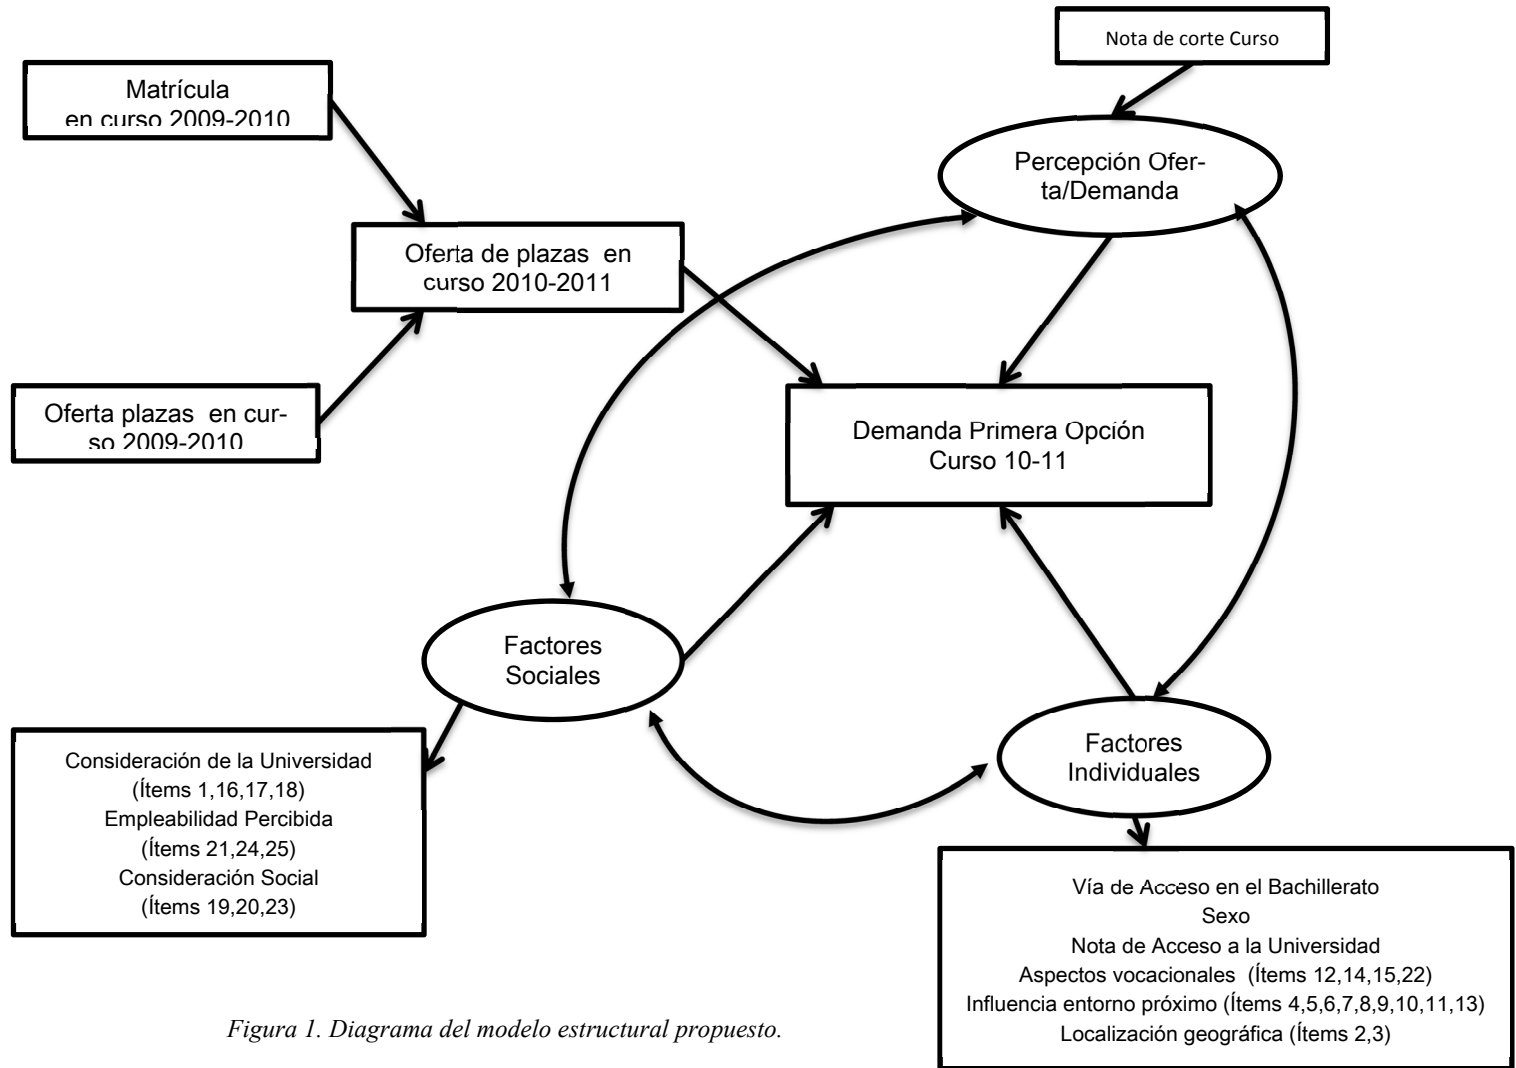 Nota de corte Curso
Matrícula
en curso 2009-2010
Percepción Ofer-
ta/Demanda
Oferta de plazas en
curso 2010-2011
Oferta plazas en cur-
so 2009-2010
Demanda Primera Opción
Curso 10-11
Factores
Sociales
Factores
Individuales
Consideración de la Universidad
(Ítems 1,16,17,18)
Empleabilidad Percibida
(Ítems 21,24,25)
Consideración Social
(Ítems 19,20,23)
Vía de Acceso en el Bachillerato
Sexo
Nota de Acceso a la Universidad
Aspectos vocacionales (Ítems 12,14,15,22)
Influencia entorno próximo (Ítems 4,5,6,7,8,9,10,11,13)
Localización geográfica (Ítems 2,3)
Figura 1. Diagrama del modelo estructural propuesto.